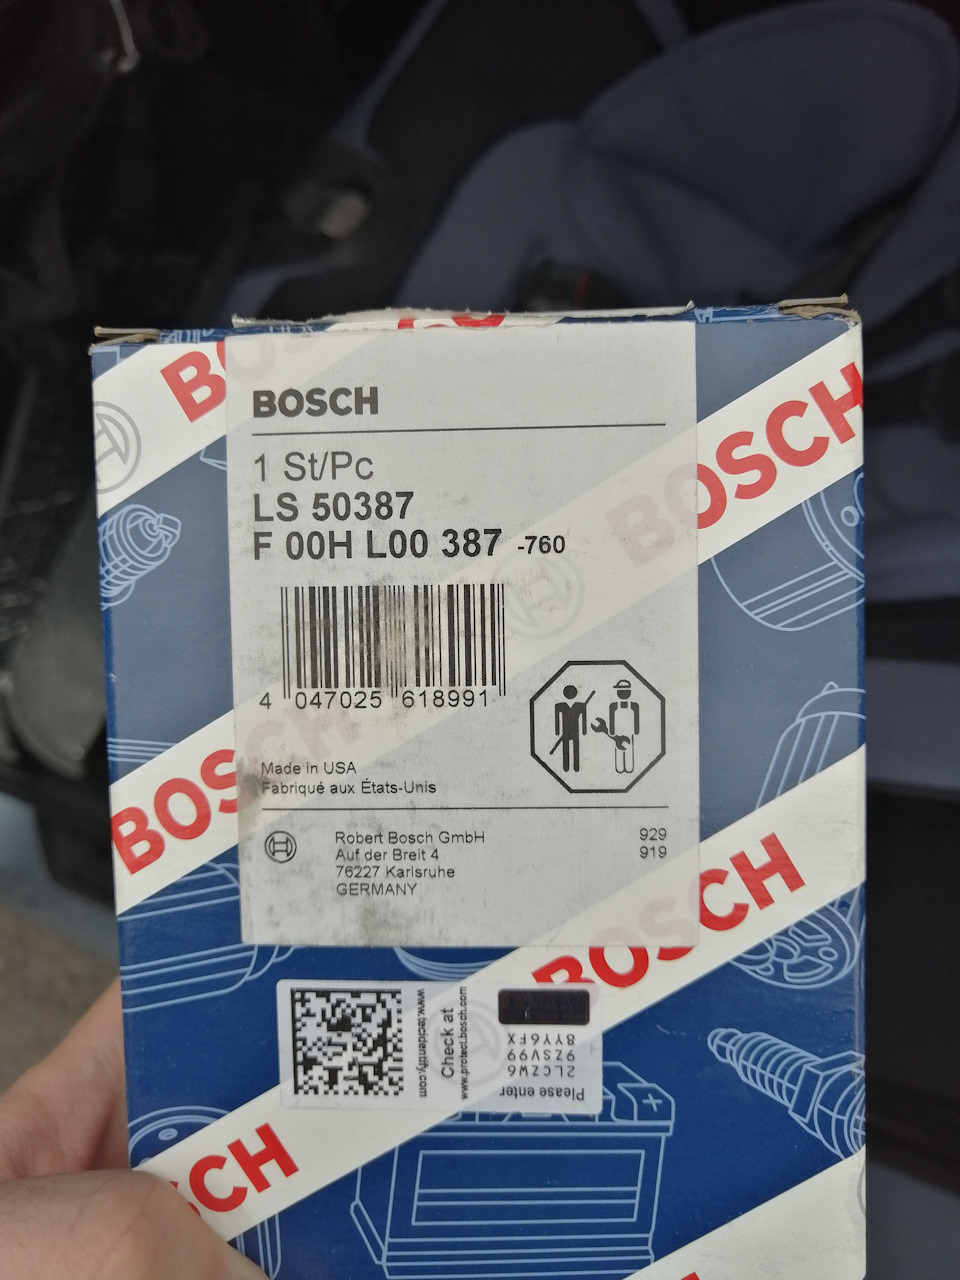 BOSCH
BOSCH
1 St/Pc
LS 50387
F 00H L00 387 -760
4 047025 618991
Made in USA
Fabriqué aux États-Unis
Robert Bosch GmbH
Auf der Breit 4
76227 Karlsruhe
GERMANY
929
919
BOSCH
BOSCH
www.tecidentify.com
Check at
www.protect.bosch.com
Please enter
2LCZW6
9ZSV99
8Y6FX
BOSCH